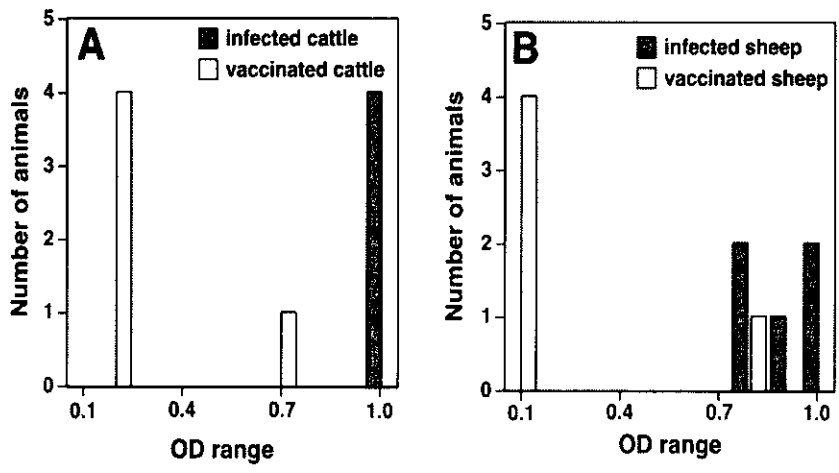 A
infected cattle
vaccinated cattle
Number of animals
5
4
3
2
1
0
0.1 0.4 0.7 1.0
OD range
B
infected sheep
vaccinated sheep
Number of animals
5
4
3
2
1
0
0.1 0.4 0.7 1.0
OD range